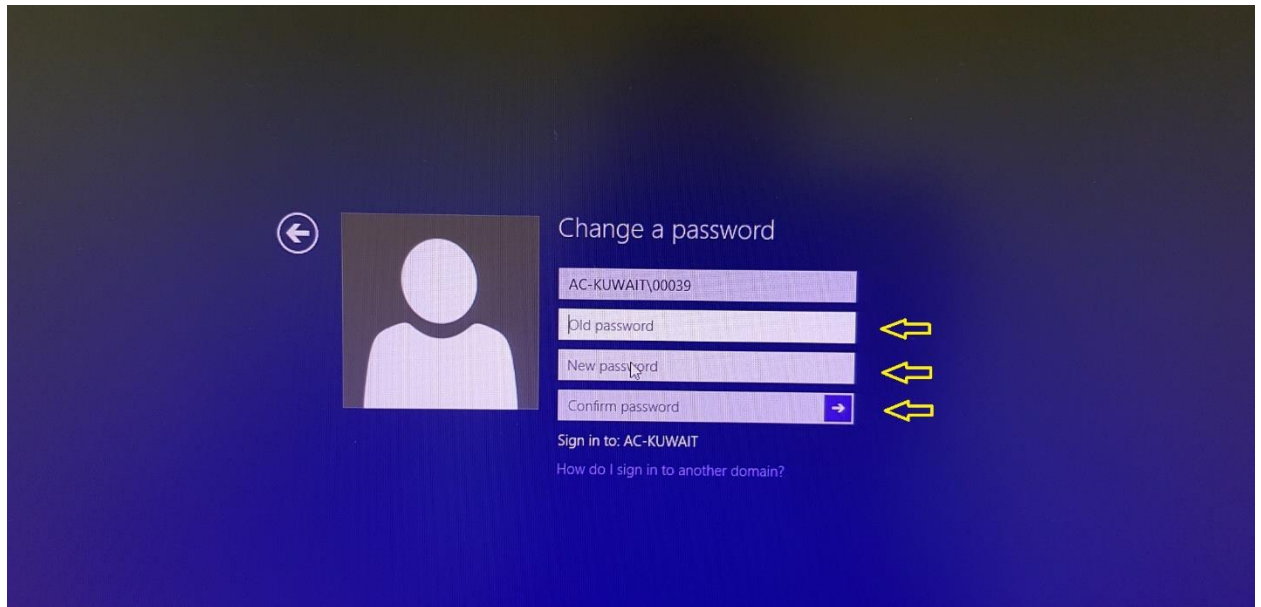 Change a password
AC-KUWAIT\00039
Old password
New password
Confirm password
Sign in to: AC-KUWAIT
How do I sign in to another domain?